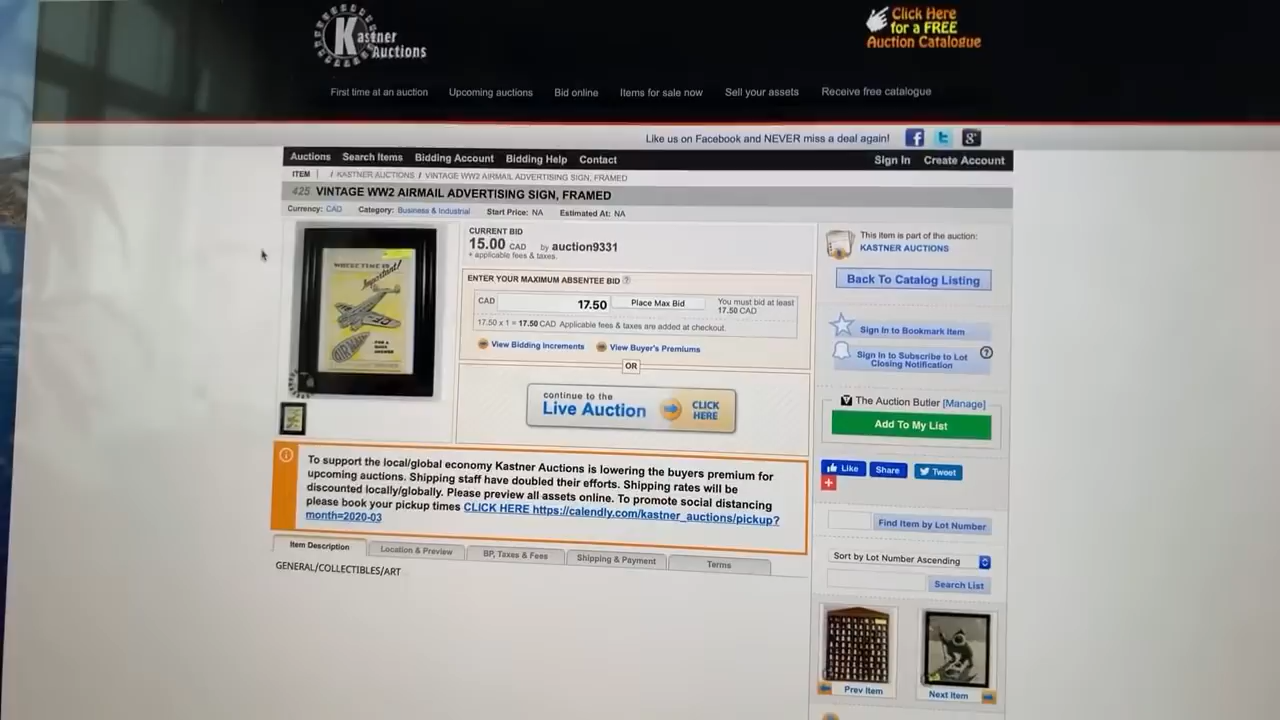 Kastner
Auctions
Click Here
for a FREE
Auction Catalogue
First time at an auction Upcoming auctions Bid online Items for sale now Sell your assets Receive free catalogue
Like us on Facebook and NEVER miss a deal again!
Auctions Search Items Bidding Account Bidding Help Contact Sign In Create Account
ITEM / KASTNER AUCTIONS / VINTAGE WW2 AIRMAIL ADVERTISING SIGN, FRAMED
425 VINTAGE WW2 AIRMAIL ADVERTISING SIGN, FRAMED
Currency: CAD Category: Business & Industrial Start Price: NA Estimated At: NA
WHERE TIME IS
Important!
AIR MAIL
FOR A
CURRENT BID
15.00 CAD by auction9331
+ applicable fees & taxes.
ENTER YOUR MAXIMUM ABSENTEE BID ?
CAD 17.50 Place Max Bid You must bid at least
17.50 CAD
17.50 x 1 = 17.50 CAD Applicable fees & taxes are added at checkout.
View Bidding Increments View Buyer's Premiums
OR
continue to the
Live Auction CLICK
HERE
This item is part of the auction:
KASTNER AUCTIONS
Back To Catalog Listing
Sign In to Bookmark Item
Sign In to Subscribe to Lot
Closing Notification ?
The Auction Butler [Manage]
Add To My List
Like Share Tweet
To support the local/global economy Kastner Auctions is lowering the buyers premium for
upcoming auctions. Shipping staff have doubled their efforts. Shipping rates will be
discounted locally/globally. Please preview all assets online. To promote social distancing
please book your pickup times CLICK HERE https://calendly.com/kastner_auctions/pickup?
month=2020-03
Find Item by Lot Number
Sort by Lot Number Ascending
Search List
Item Description Location & Preview BP, Taxes & Fees Shipping & Payment Terms
GENERAL/COLLECTIBLES/ART
Prev Item Next Item